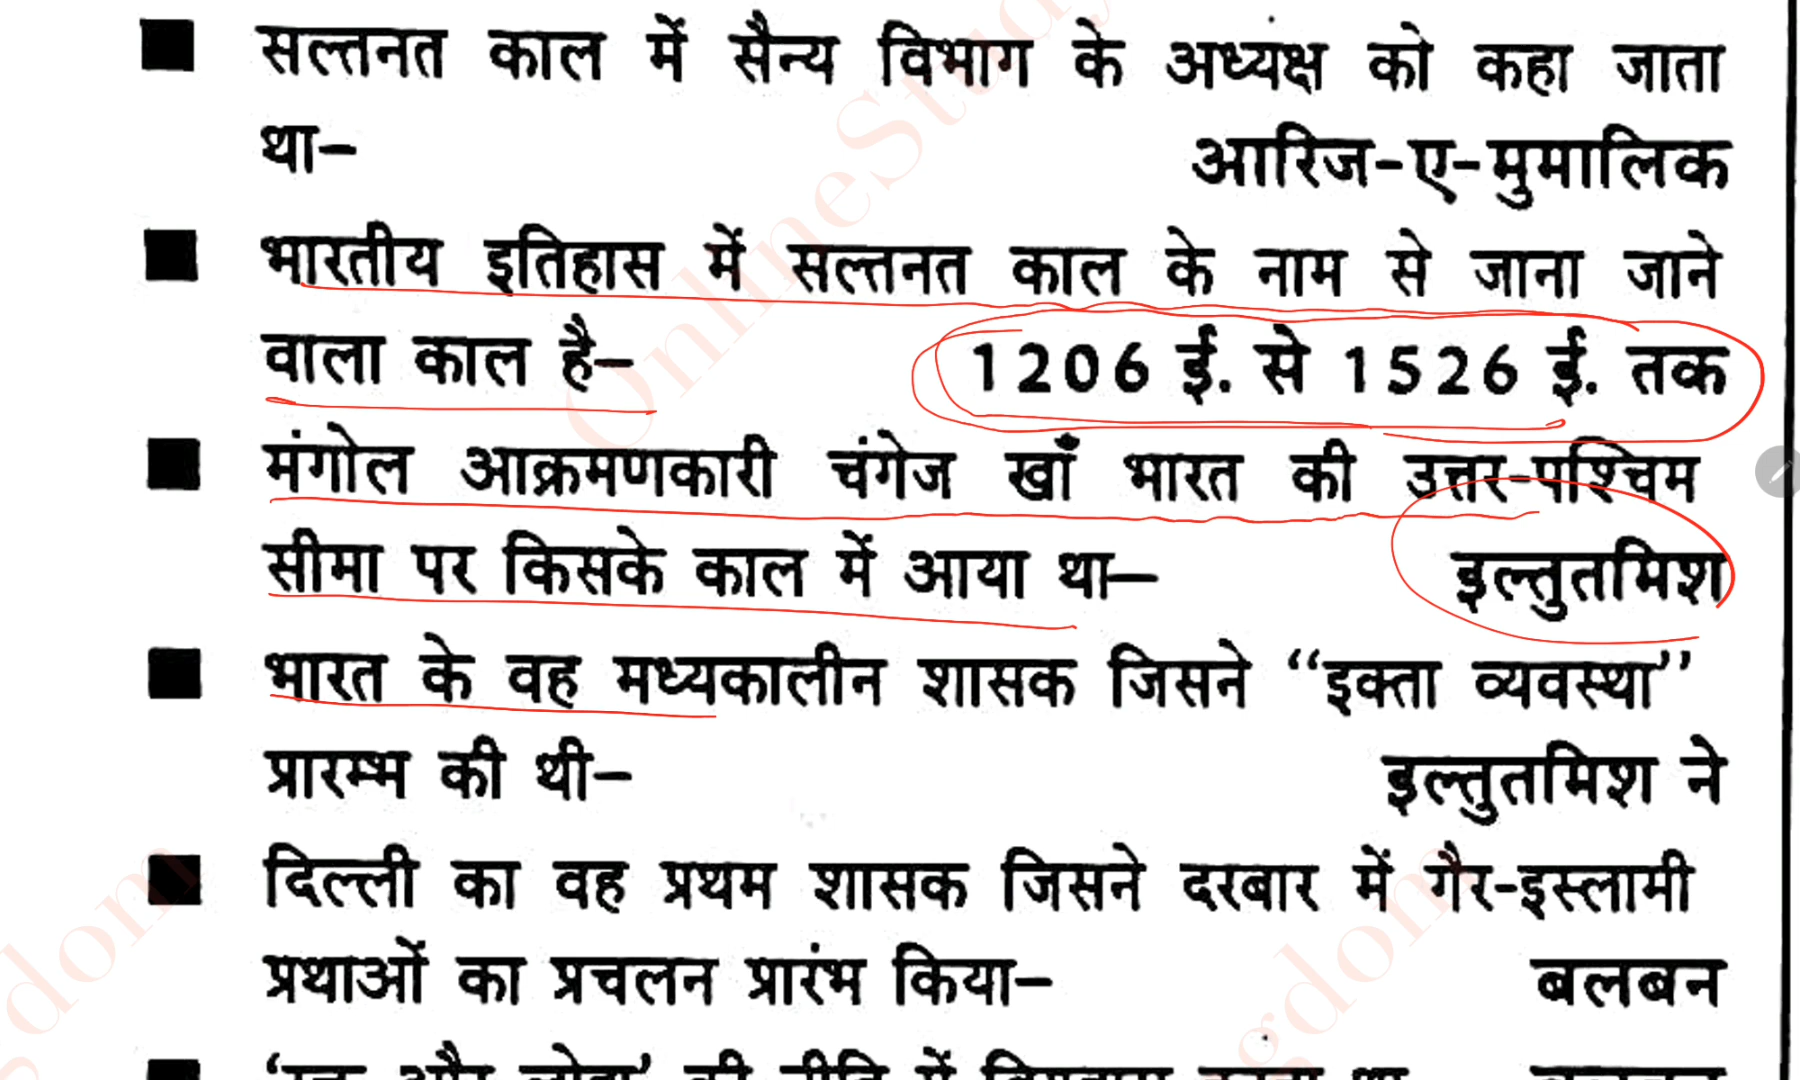 ■ सल्तनत काल में सैन्य विभाग के अध्यक्ष को कहा जाता
था– आरिज-ए-मुमालिक
■ भारतीय इतिहास में सल्तनत काल के नाम से जाना जाने
वाला काल है– 1206 ई. से 1526 ई. तक
■ मंगोल आक्रमणकारी चंगेज खाँ भारत की उत्तर-पश्चिम
सीमा पर किसके काल में आया था– इल्तुतमिश
■ भारत के वह मध्यकालीन शासक जिसने “इक्ता व्यवस्था”
प्रारम्भ की थी– इल्तुतमिश ने
■ दिल्ली का वह प्रथम शासक जिसने दरबार में गैर-इस्लामी
प्रथाओं का प्रचलन प्रारंभ किया– बलबन